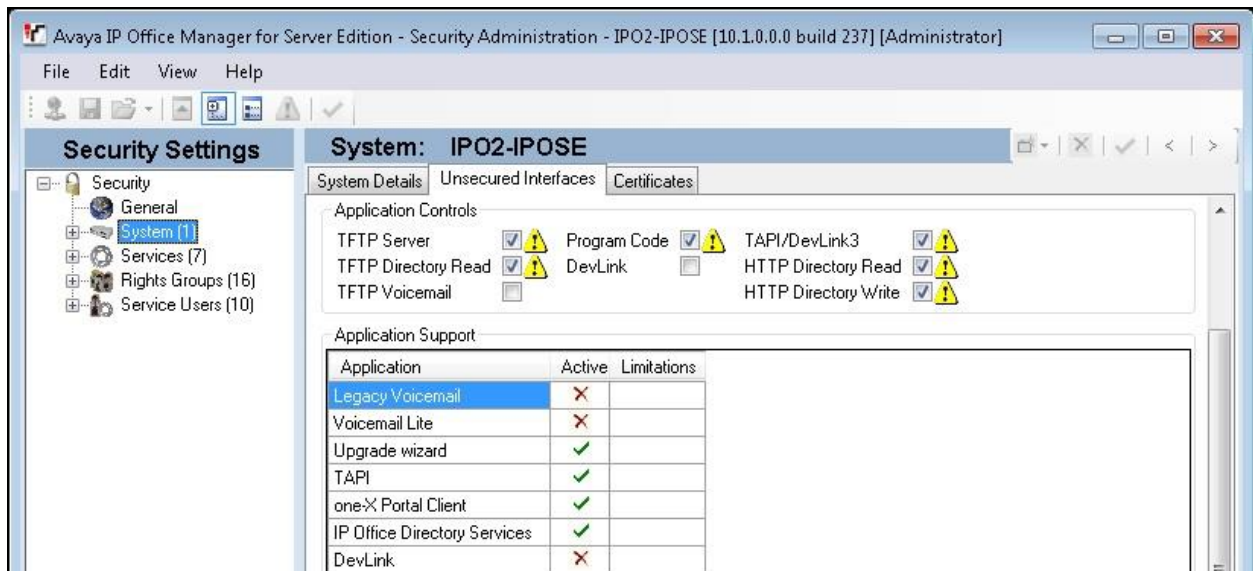 Avaya IP Office Manager for Server Edition - Security Administration - IPO2-IPOSE [10.1.0.0.0 build 237] [Administrator]
File Edit View Help
Security Settings
System: IPO2-IPOSE
Security
General
System (1)
Services (7)
Rights Groups (16)
Service Users (10)
System Details Unsecured Interfaces Certificates
Application Controls
TFTP Server Program Code TAPI/DevLink3
TFTP Directory Read DevLink HTTP Directory Read
TFTP Voicemail HTTP Directory Write
Application Support
Application Active Limitations
Legacy Voicemail
Voicemail Lite
Upgrade wizard
TAPI
one-X Portal Client
IP Office Directory Services
DevLink